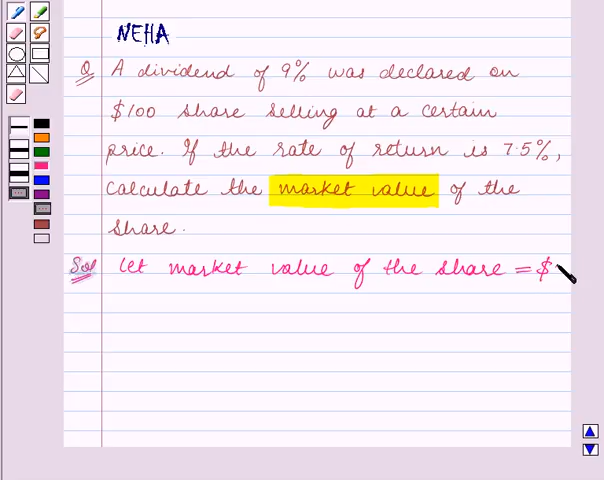 NEHA
Q A dividend of 9% was declared on
$100 share selling at a certain
price. If the rate of return is 7.5%,
calculate the market value of the
share.
Sol Let market value of the share = $